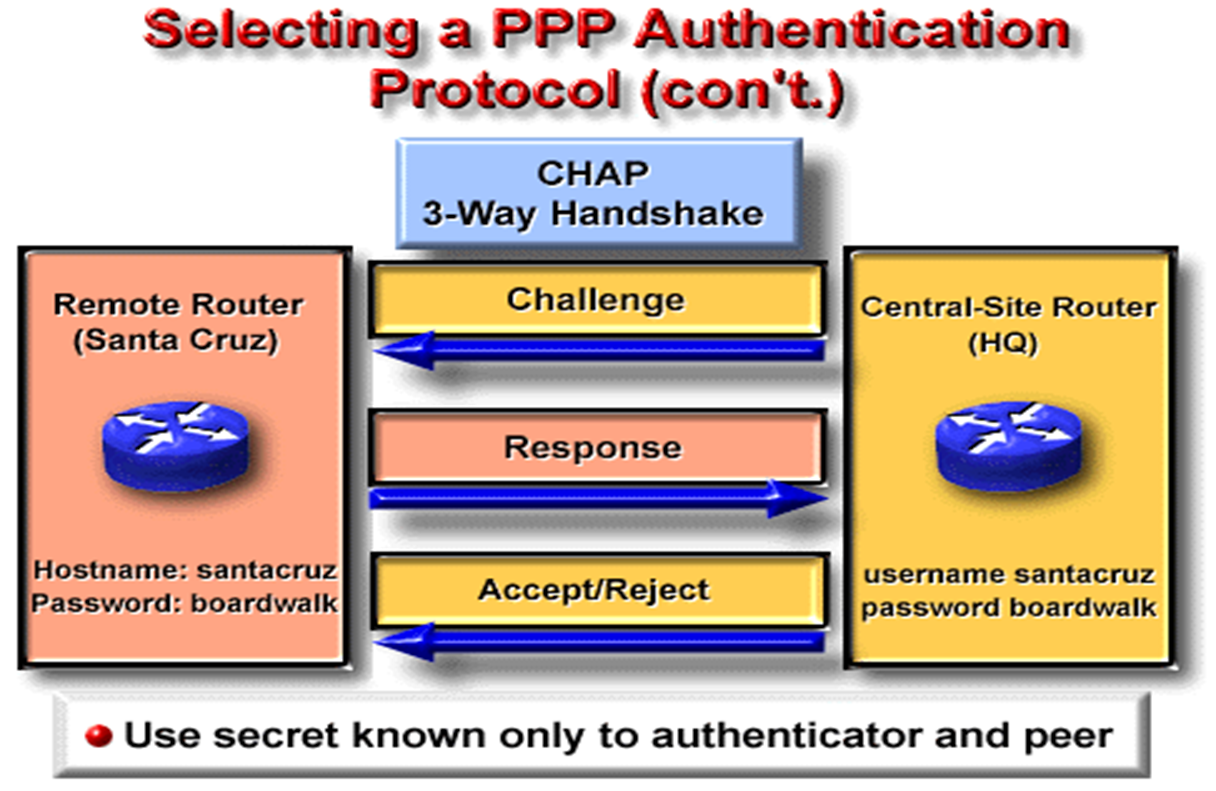 Selecting a PPP Authentication
Protocol (con't.)
CHAP
3-Way Handshake
Remote Router
(Santa Cruz)
Hostname: santacruz
Password: boardwalk
Challenge
Response
Accept/Reject
Central-Site Router
(HQ)
username santacruz
password boardwalk
Use secret known only to authenticator and peer